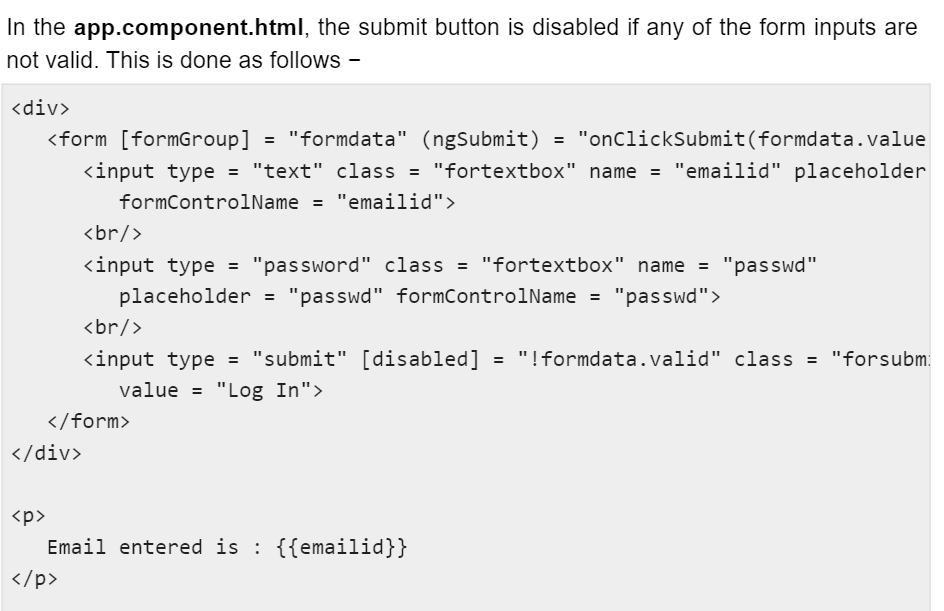 In the app.component.html, the submit button is disabled if any of the form inputs are
not valid. This is done as follows −
<div>
   <form [formGroup] = "formdata" (ngSubmit) = "onClickSubmit(formdata.value
      <input type = "text" class = "fortextbox" name = "emailid" placeholder
         formControlName = "emailid">
      <br/>
      <input type = "password" class = "fortextbox" name = "passwd"
         placeholder = "passwd" formControlName = "passwd">
      <br/>
      <input type = "submit" [disabled] = "!formdata.valid" class = "forsubm
         value = "Log In">
   </form>
</div>

<p>
   Email entered is : {{emailid}}
</p>